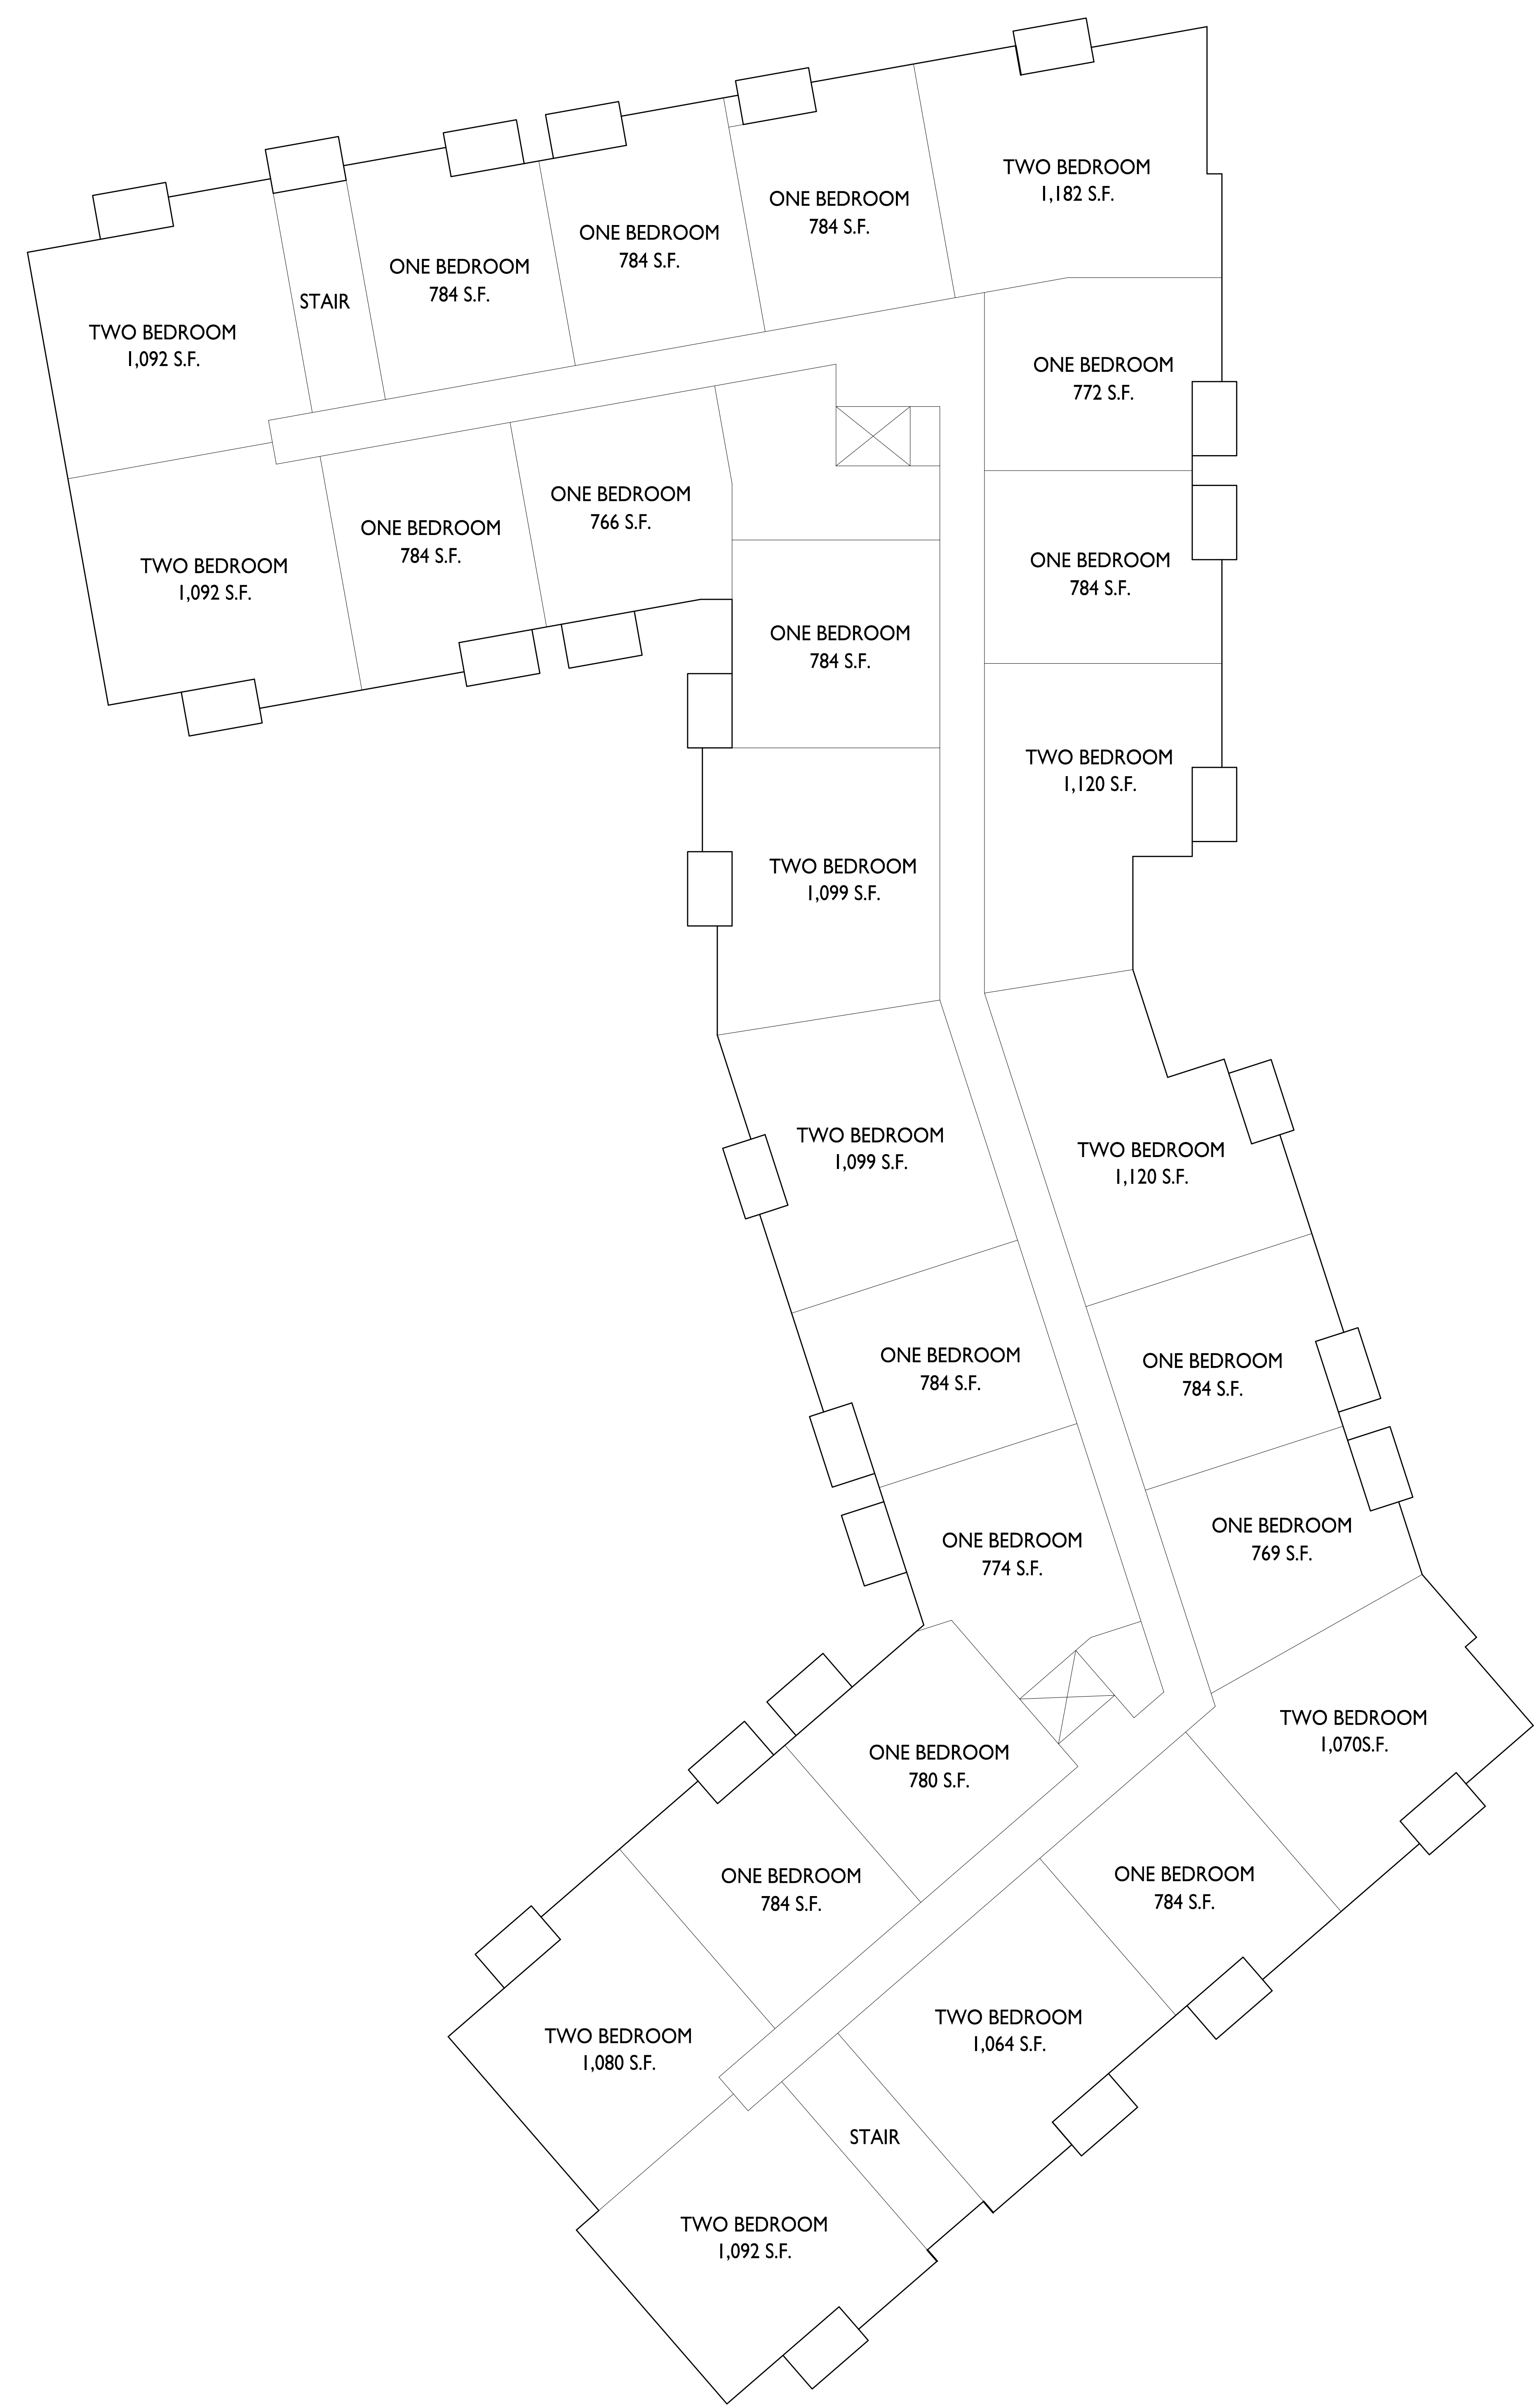 TWO BEDROOM
1,182 S.F.
ONE BEDROOM
784 S.F.
ONE BEDROOM
784 S.F.
ONE BEDROOM
784 S.F.
STAIR
TWO BEDROOM
1,092 S.F.
ONE BEDROOM
772 S.F.
ONE BEDROOM
766 S.F.
ONE BEDROOM
784 S.F.
TWO BEDROOM
1,092 S.F.
ONE BEDROOM
784 S.F.
ONE BEDROOM
784 S.F.
TWO BEDROOM
1,120 S.F.
TWO BEDROOM
1,099 S.F.
TWO BEDROOM
1,099 S.F.
TWO BEDROOM
1,120 S.F.
ONE BEDROOM
784 S.F.
ONE BEDROOM
784 S.F.
ONE BEDROOM
769 S.F.
ONE BEDROOM
774 S.F.
TWO BEDROOM
1,070S.F.
ONE BEDROOM
780 S.F.
ONE BEDROOM
784 S.F.
ONE BEDROOM
784 S.F.
TWO BEDROOM
1,064 S.F.
TWO BEDROOM
1,080 S.F.
STAIR
TWO BEDROOM
1,092 S.F.